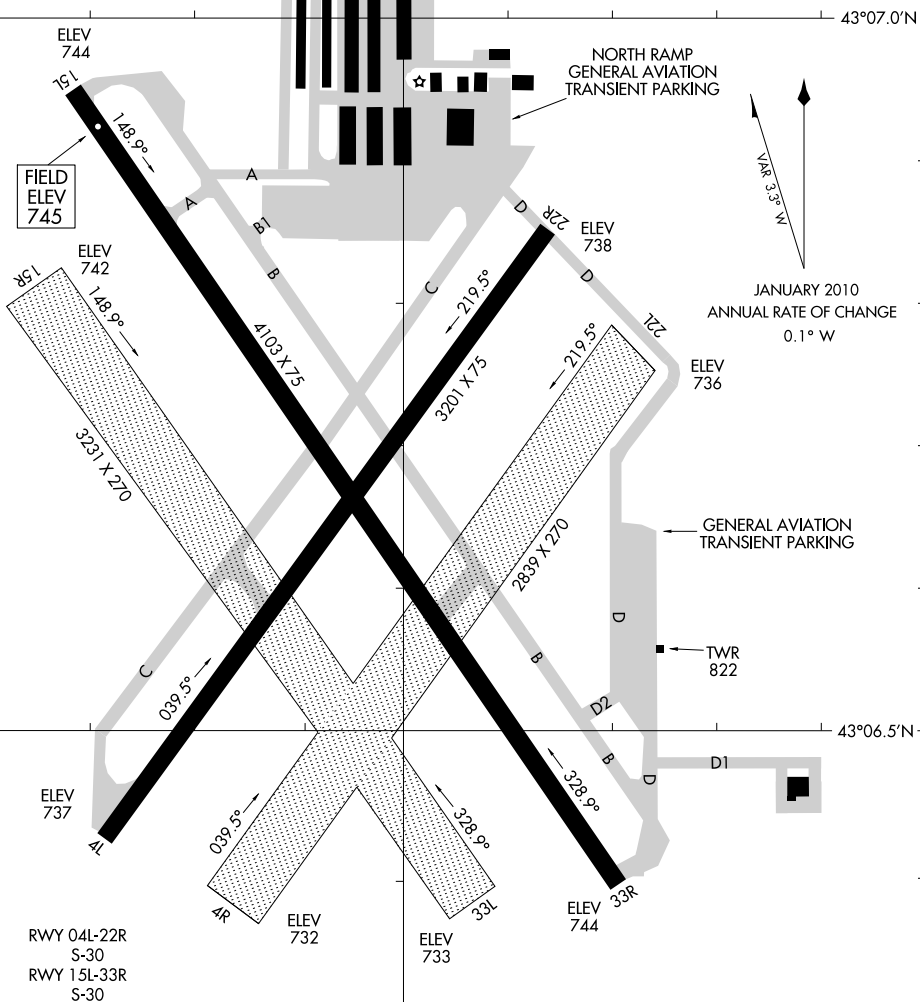 43°07.0'N
ELEV
744
15L
NORTH RAMP
GENERAL AVIATION
TRANSIENT PARKING
VAR 3.3° W
JANUARY 2010
ANNUAL RATE OF CHANGE
0.1° W
148.9°
FIELD
ELEV
745
A
A
B1
B
D
22R
ELEV
738
D
C
219.5°
ELEV
742
15R
148.9°
4103 X 75
3201 X 75
219.5°
22L
ELEV
736
3231 X 270
2839 X 270
GENERAL AVIATION
TRANSIENT PARKING
D
TWR
822
B
C
039.5°
D2
43°06.5'N
B
D
D1
328.9°
ELEV
737
4L
039.5°
328.9°
4R
ELEV
732
33L
ELEV
733
ELEV
744
33R
RWY 04L-22R
S-30
RWY 15L-33R
S-30